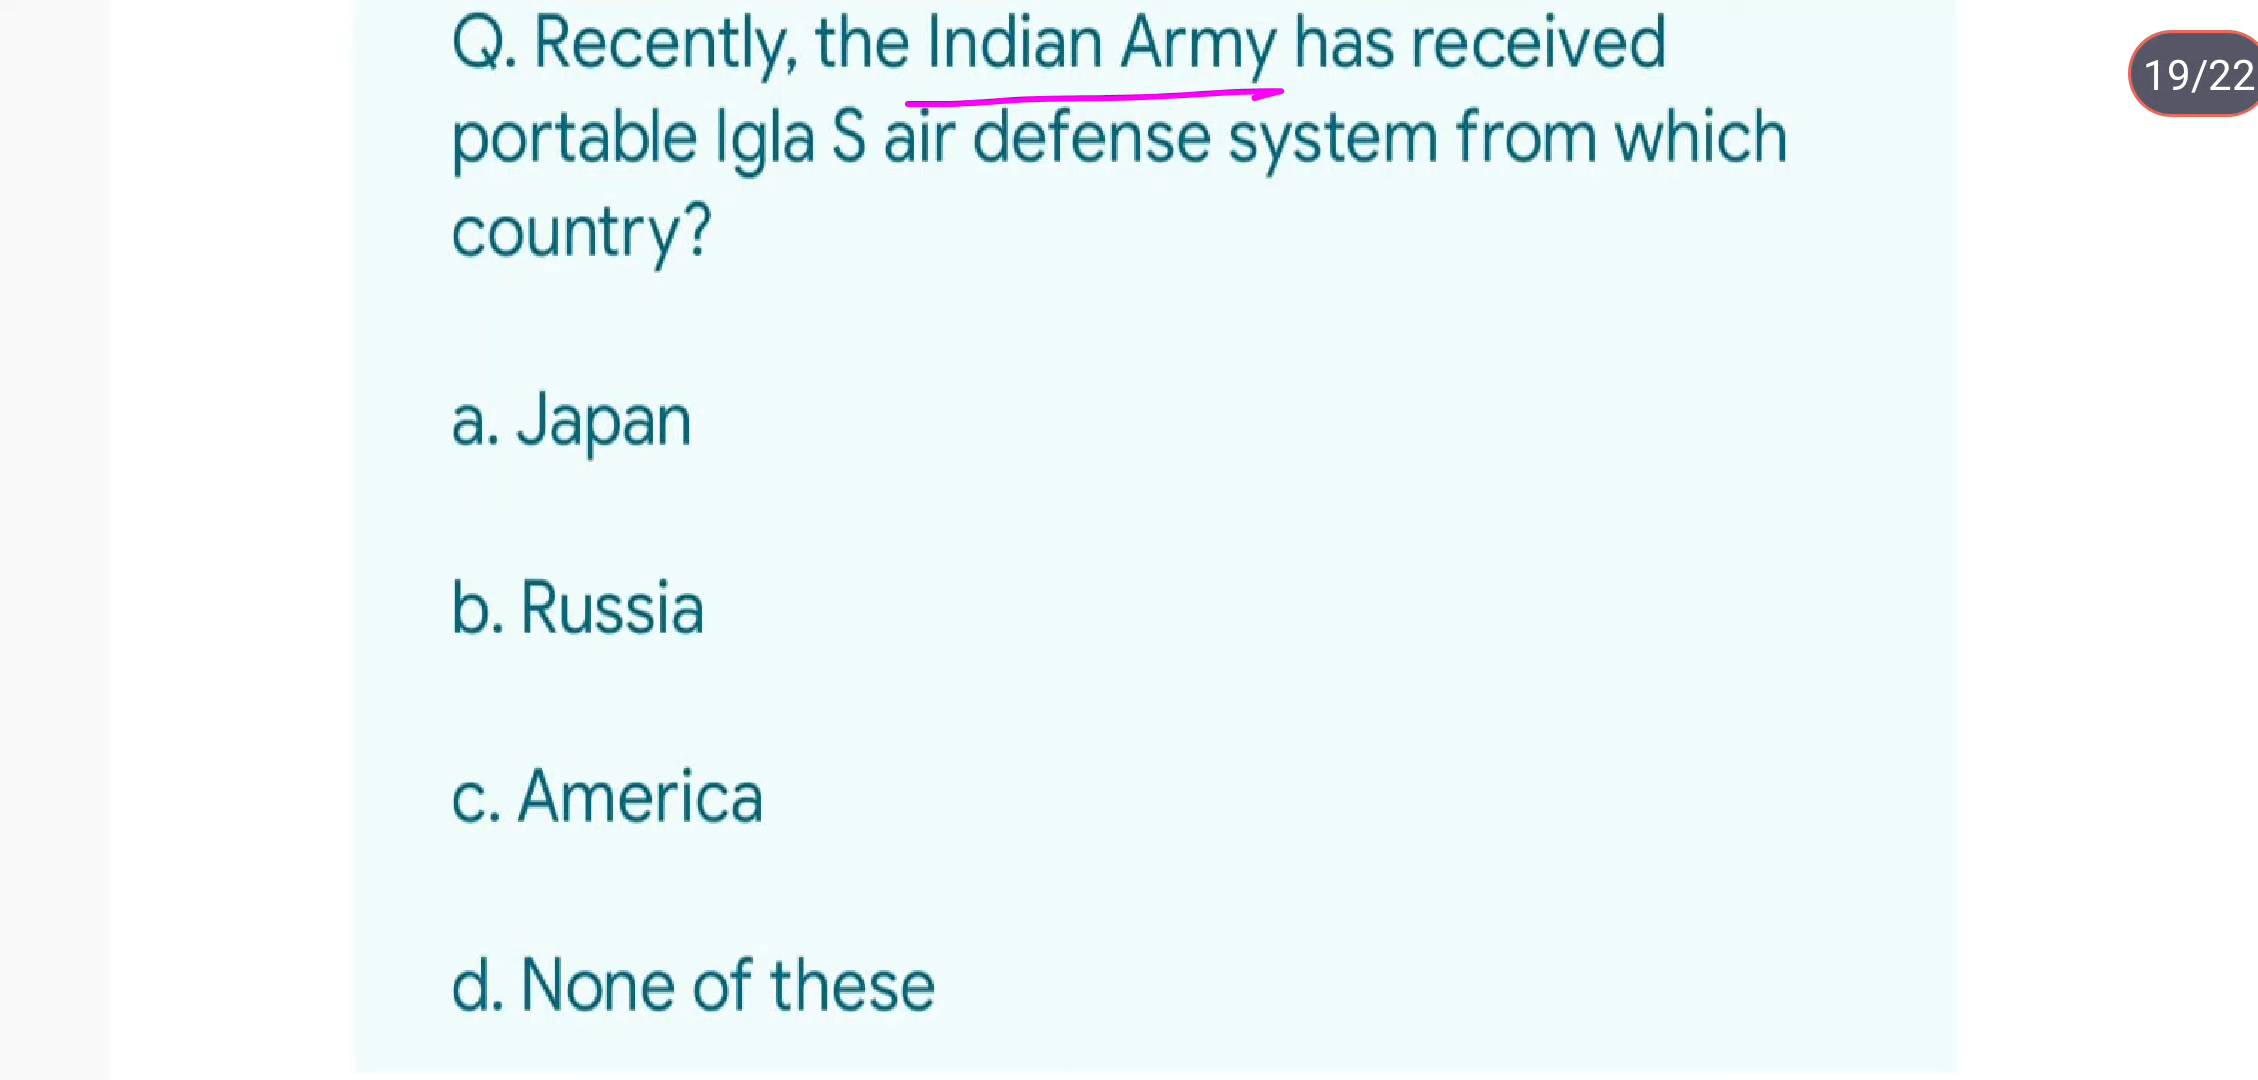 Q. Recently, the Indian Army has received
19/22
portable Igla S air defense system from which
country?
a. Japan
b. Russia
c. America
d. None of these